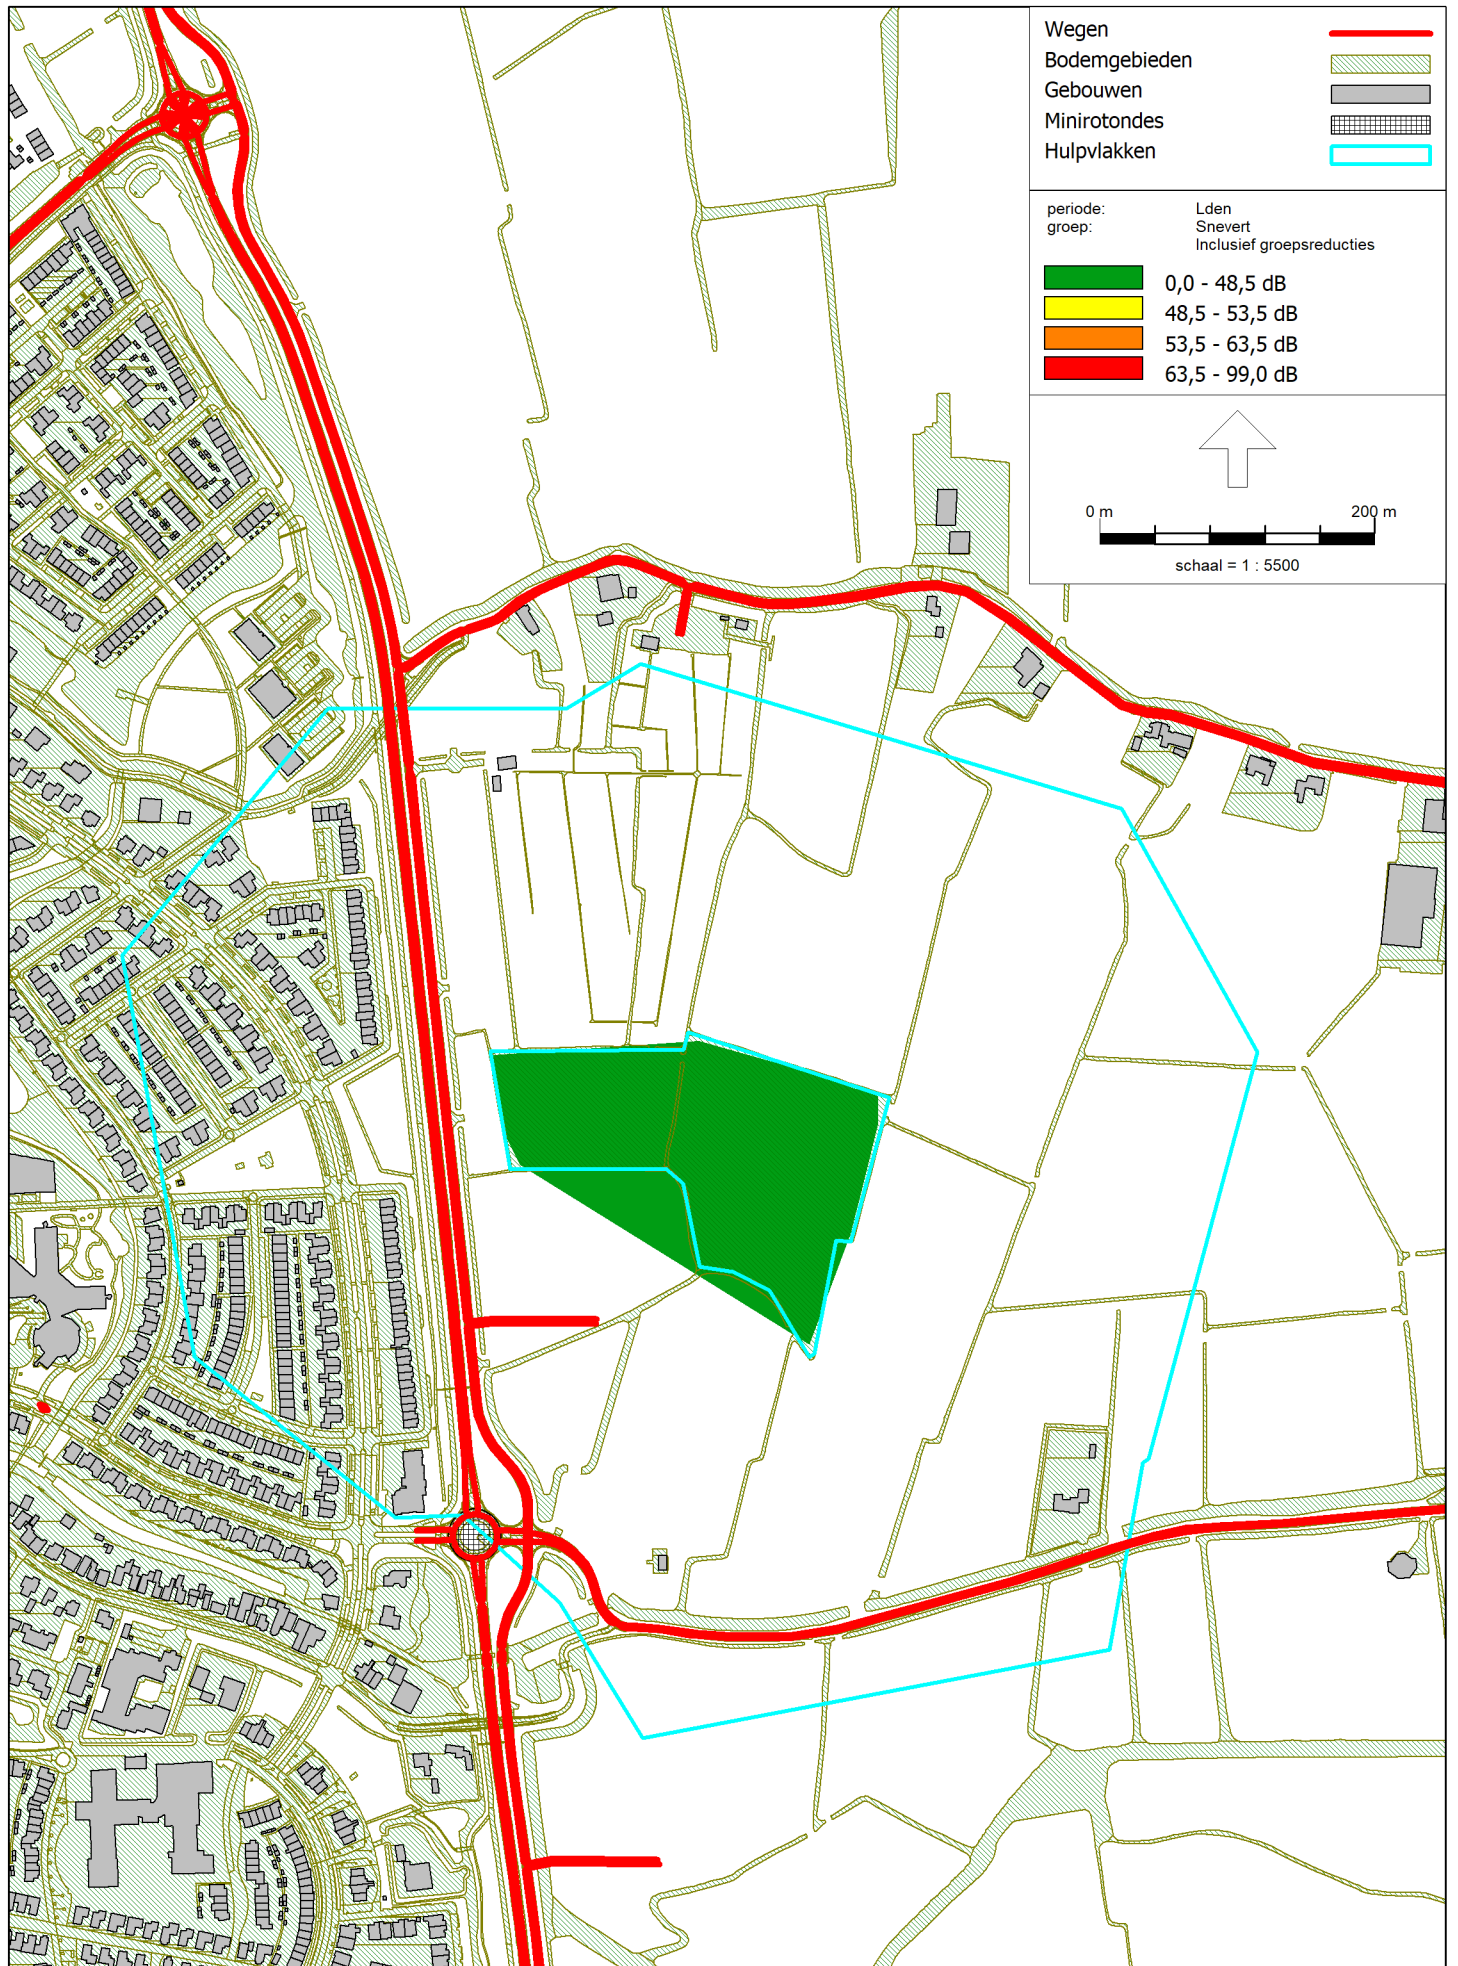 Wegen
Bodemgebieden
Gebouwen
Minirotondes
Hulpvlakken
periode: Lden
groep: Snevert
Inclusief groepsreducties
0,0 - 48,5 dB
48,5 - 53,5 dB
53,5 - 63,5 dB
63,5 - 99,0 dB
0 m 200 m
schaal = 1 : 5500